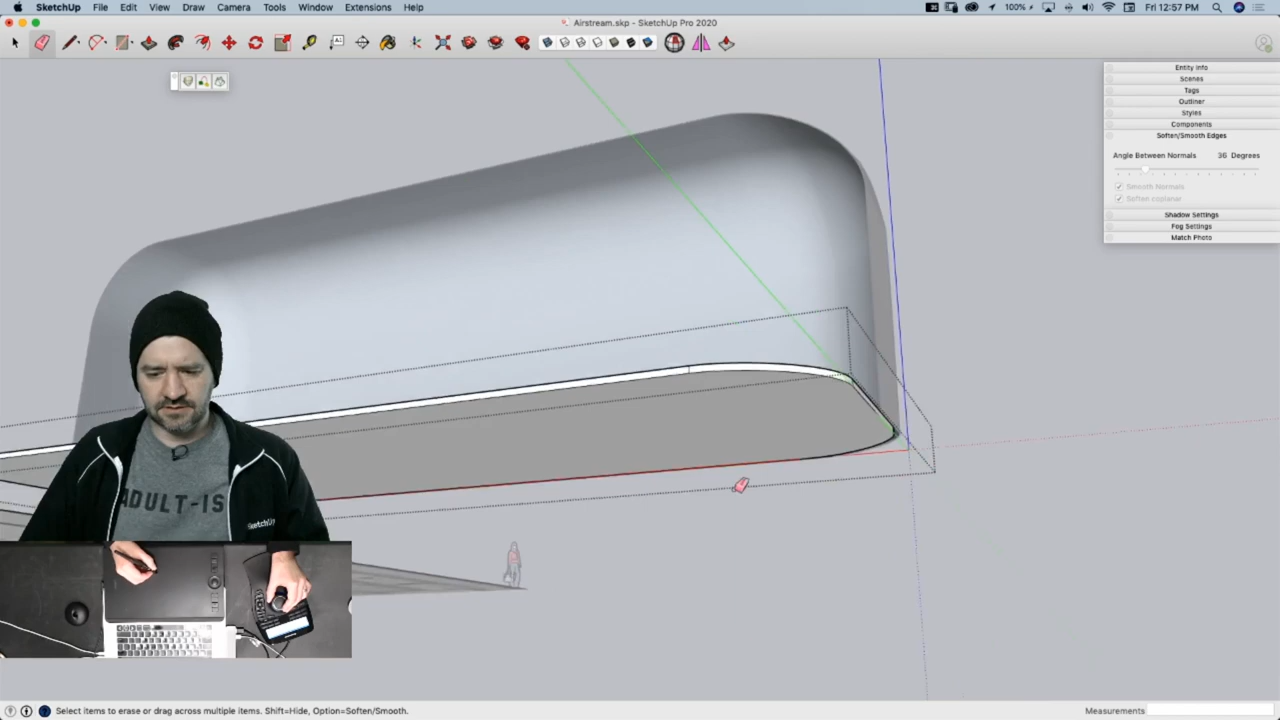 SketchUp File Edit View Draw Camera Tools Window Extensions Help
100% Fri 12:57 PM
Airstream.skp - SketchUp Pro 2020
Entity Info
Scenes
Tags
Outliner
Styles
Components
Soften/Smooth Edges
Angle Between Normals 36 Degrees
Smooth Normals
Soften coplanar
Shadow Settings
Fog Settings
Match Photo
ADULT-IS
SketchUp
Select items to erase or drag across multiple items. Shift=Hide, Option=Soften/Smooth.
Measurements